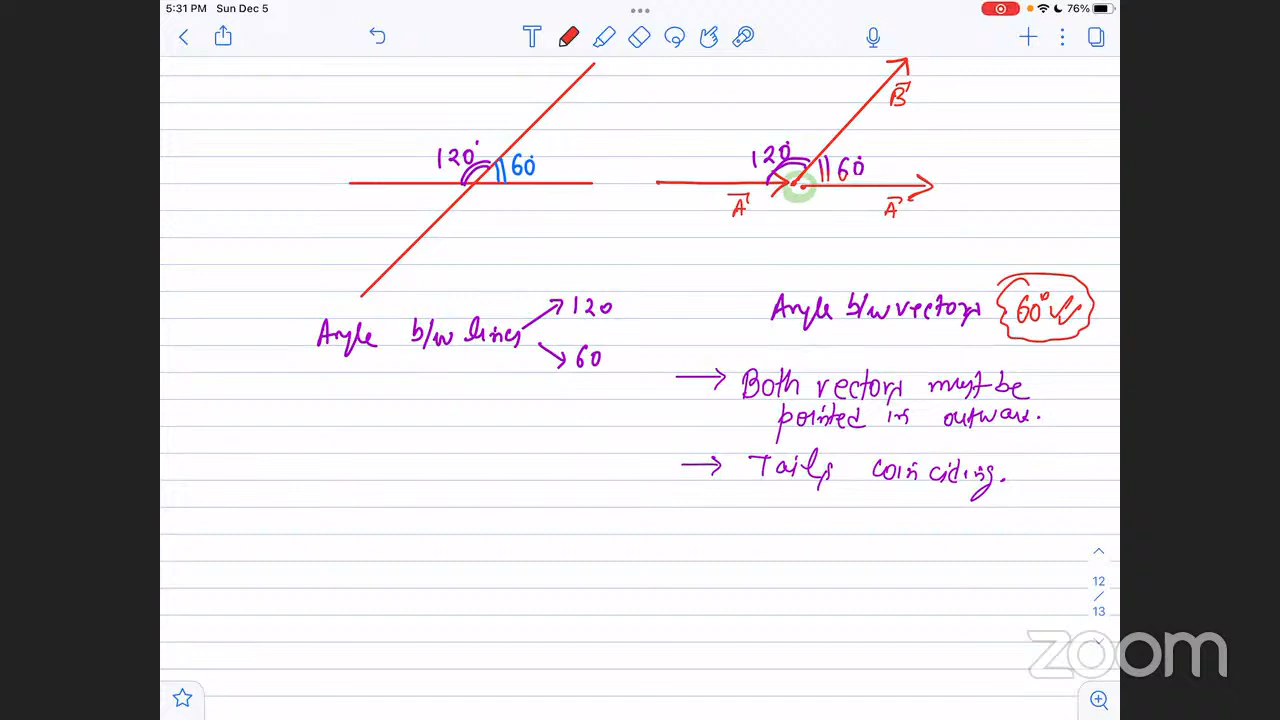 5:31 PM Sun Dec 5
76%
T
120°
60°
120°
60°
B
A
A
Angle b/w lines
120
60
Angle b/w vectors 60°
→ Both vectors must be
pointed in outward.
→ Tails coinciding.
12
/
13
zoom